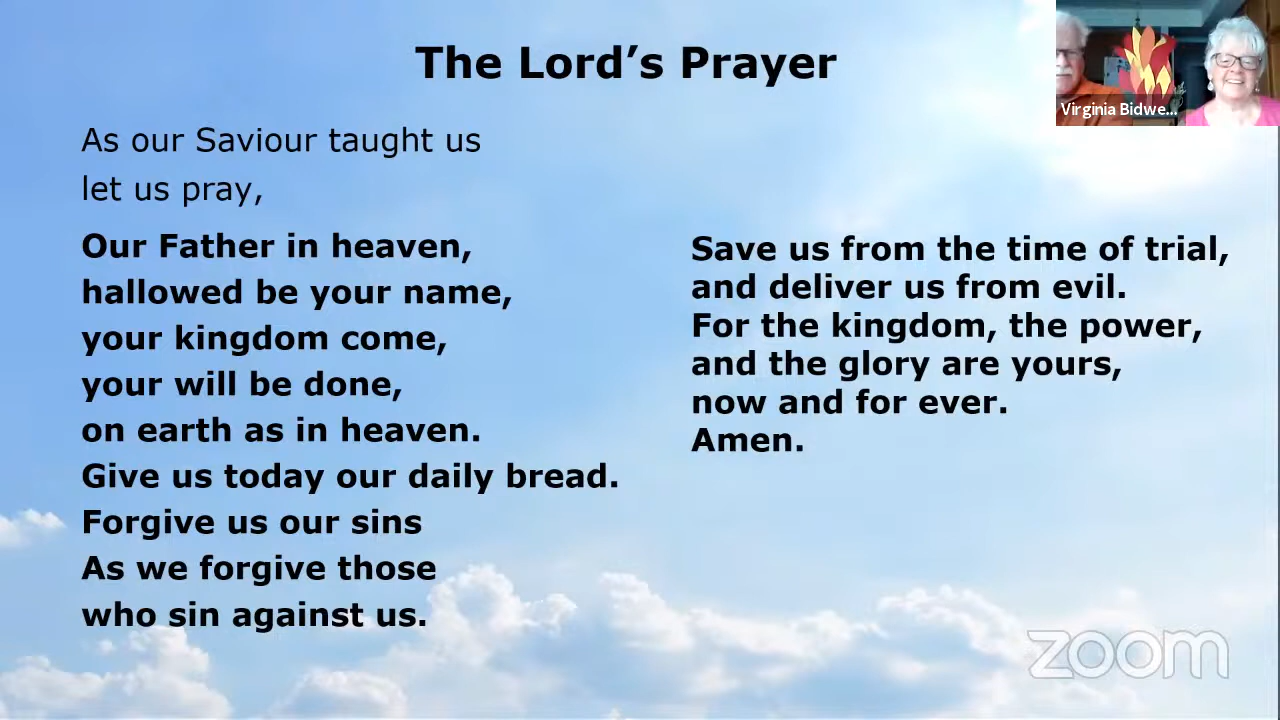 The Lord’s Prayer
As our Saviour taught us
let us pray,
Our Father in heaven,
hallowed be your name,
your kingdom come,
your will be done,
on earth as in heaven.
Give us today our daily bread.
Forgive us our sins
As we forgive those
who sin against us.
Save us from the time of trial,
and deliver us from evil.
For the kingdom, the power,
and the glory are yours,
now and for ever.
Amen.
Virginia Bidwe...
zoom